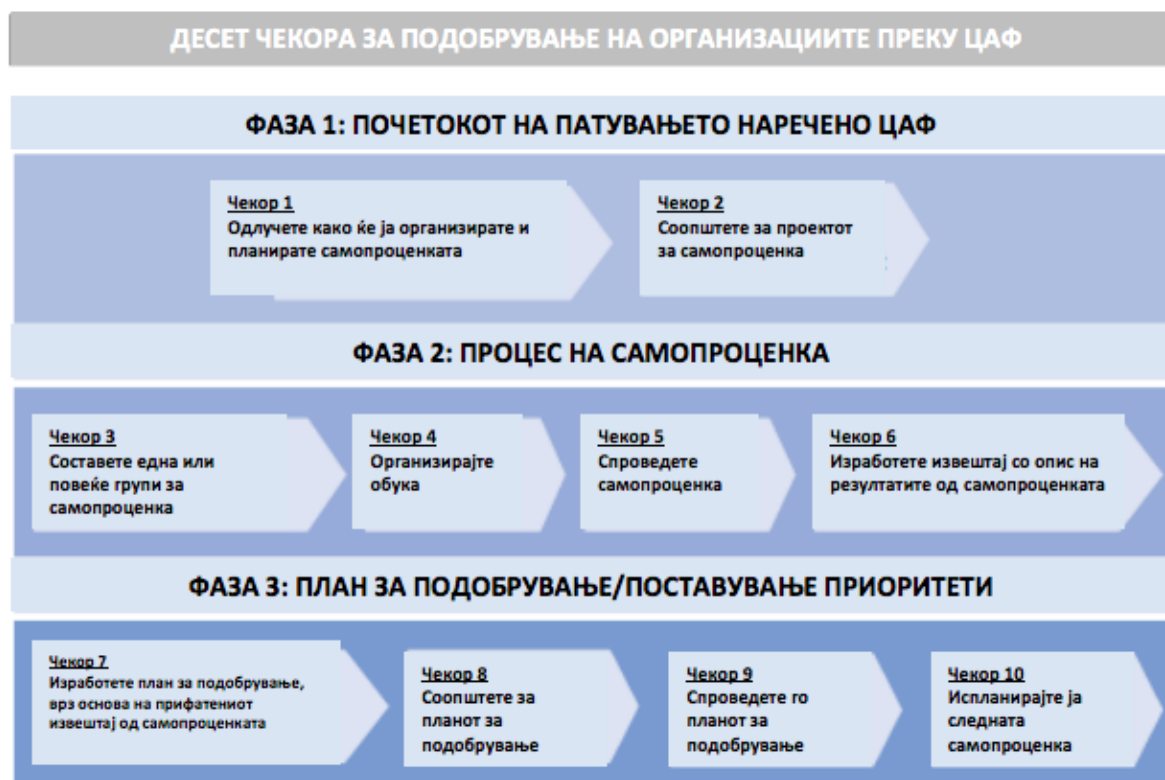 ДЕСЕТ ЧЕКОРА ЗА ПОДОБРУВАЊЕ НА ОРГАНИЗАЦИИТЕ ПРЕКУ ЦАФ
ФАЗА 1: ПОЧЕТОКОТ НА ПАТУВАЊЕТО НАРЕЧЕНО ЦАФ
Чекор 1
Одлучете како ќе ја организирате и
планирате самопроценката
Чекор 2
Соопштете за проектот
за самопроценка
ФАЗА 2: ПРОЦЕС НА САМОПРОЦЕНКА
Чекор 3
Составете една или
повеќе групи за
самопроценка
Чекор 4
Организирајте
обука
Чекор 5
Спроведете
самопроценка
Чекор 6
Изработете извештај со опис на
резултатите од самопроценката
ФАЗА 3: ПЛАН ЗА ПОДОБРУВАЊЕ/ПОСТАВУВАЊЕ ПРИОРИТЕТИ
Чекор 7
Изработете план за подобрување,
врз основа на прифатениот
извештај од самопроценката
Чекор 8
Соопштете за
планот за
подобрување
Чекор 9
Спроведете го
планот за
подобрување
Чекор 10
Испланирајте ја
следната
самопроценка